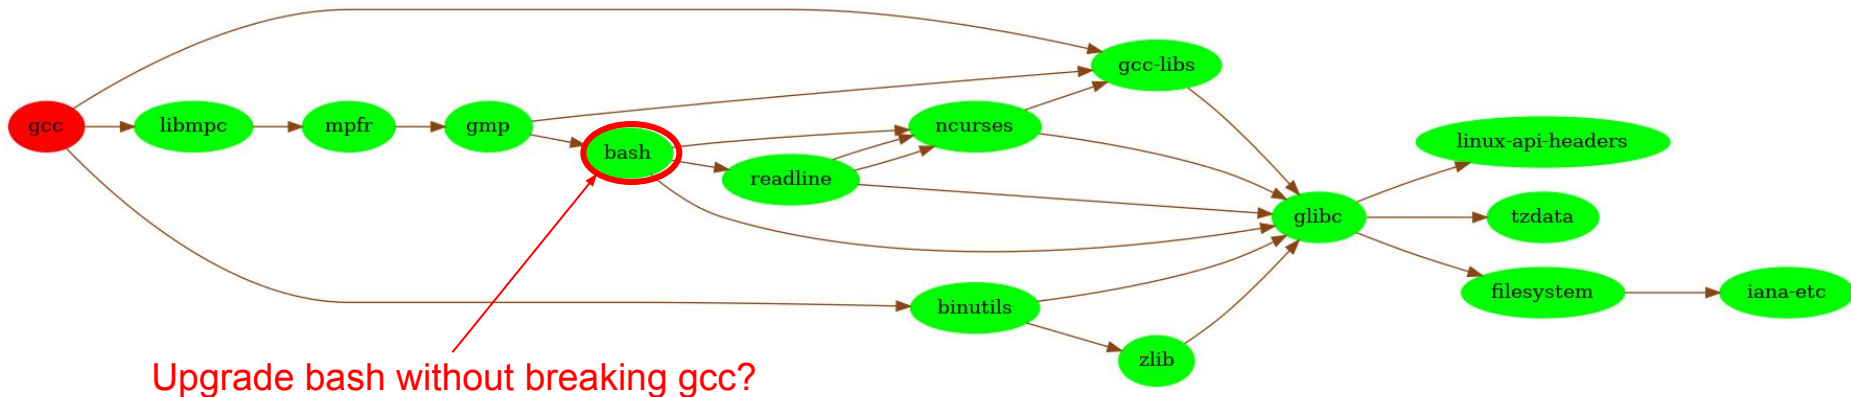 gcc
libmpc
mpfr
gmp
bash
readline
ncurses
gcc-libs
glibc
linux-api-headers
tzdata
filesystem
iana-etc
binutils
zlib
Upgrade bash without breaking gcc?